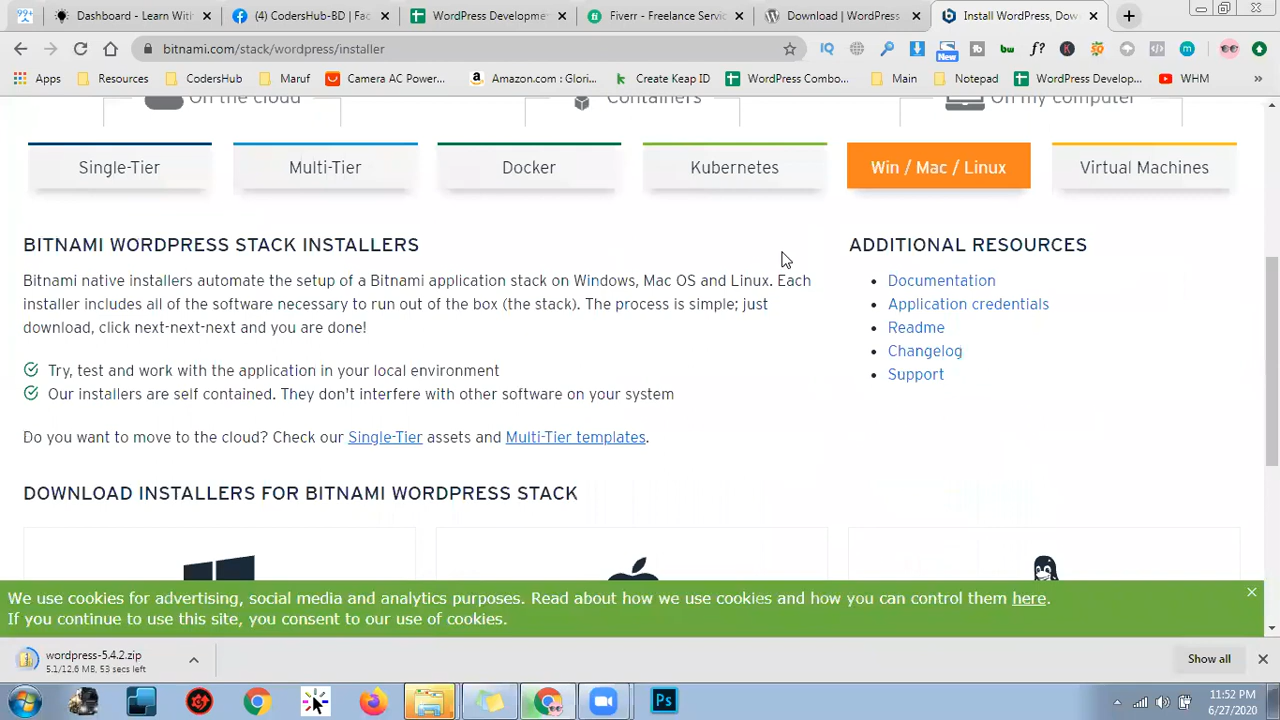 Dashboard - Learn With
(4) CodersHub-BD | Fac
WordPress Developme
Fiverr - Freelance Servic
Download | WordPress
Install WordPress, Dow
bitnami.com/stack/wordpress/installer
New
Apps
Resources
CodersHub
Maruf
Camera AC Power...
Amazon.com : Glori...
Create Keap ID
WordPress Combo...
Main
Notepad
WordPress Develop...
WHM
On the cloud
Containers
On my computer
Single-Tier
Multi-Tier
Docker
Kubernetes
Win / Mac / Linux
Virtual Machines
BITNAMI WORDPRESS STACK INSTALLERS
Bitnami native installers automate the setup of a Bitnami application stack on Windows, Mac OS and Linux. Each
installer includes all of the software necessary to run out of the box (the stack). The process is simple; just
download, click next-next-next and you are done!
Try, test and work with the application in your local environment
Our installers are self contained. They don't interfere with other software on your system
Do you want to move to the cloud? Check our Single-Tier assets and Multi-Tier templates.
ADDITIONAL RESOURCES
Documentation
Application credentials
Readme
Changelog
Support
DOWNLOAD INSTALLERS FOR BITNAMI WORDPRESS STACK
We use cookies for advertising, social media and analytics purposes. Read about how we use cookies and how you can control them here.
If you continue to use this site, you consent to our use of cookies.
wordpress-5.4.2.zip
5.1/12.6 MB, 53 secs left
Show all
Ps
11:52 PM
6/27/2020